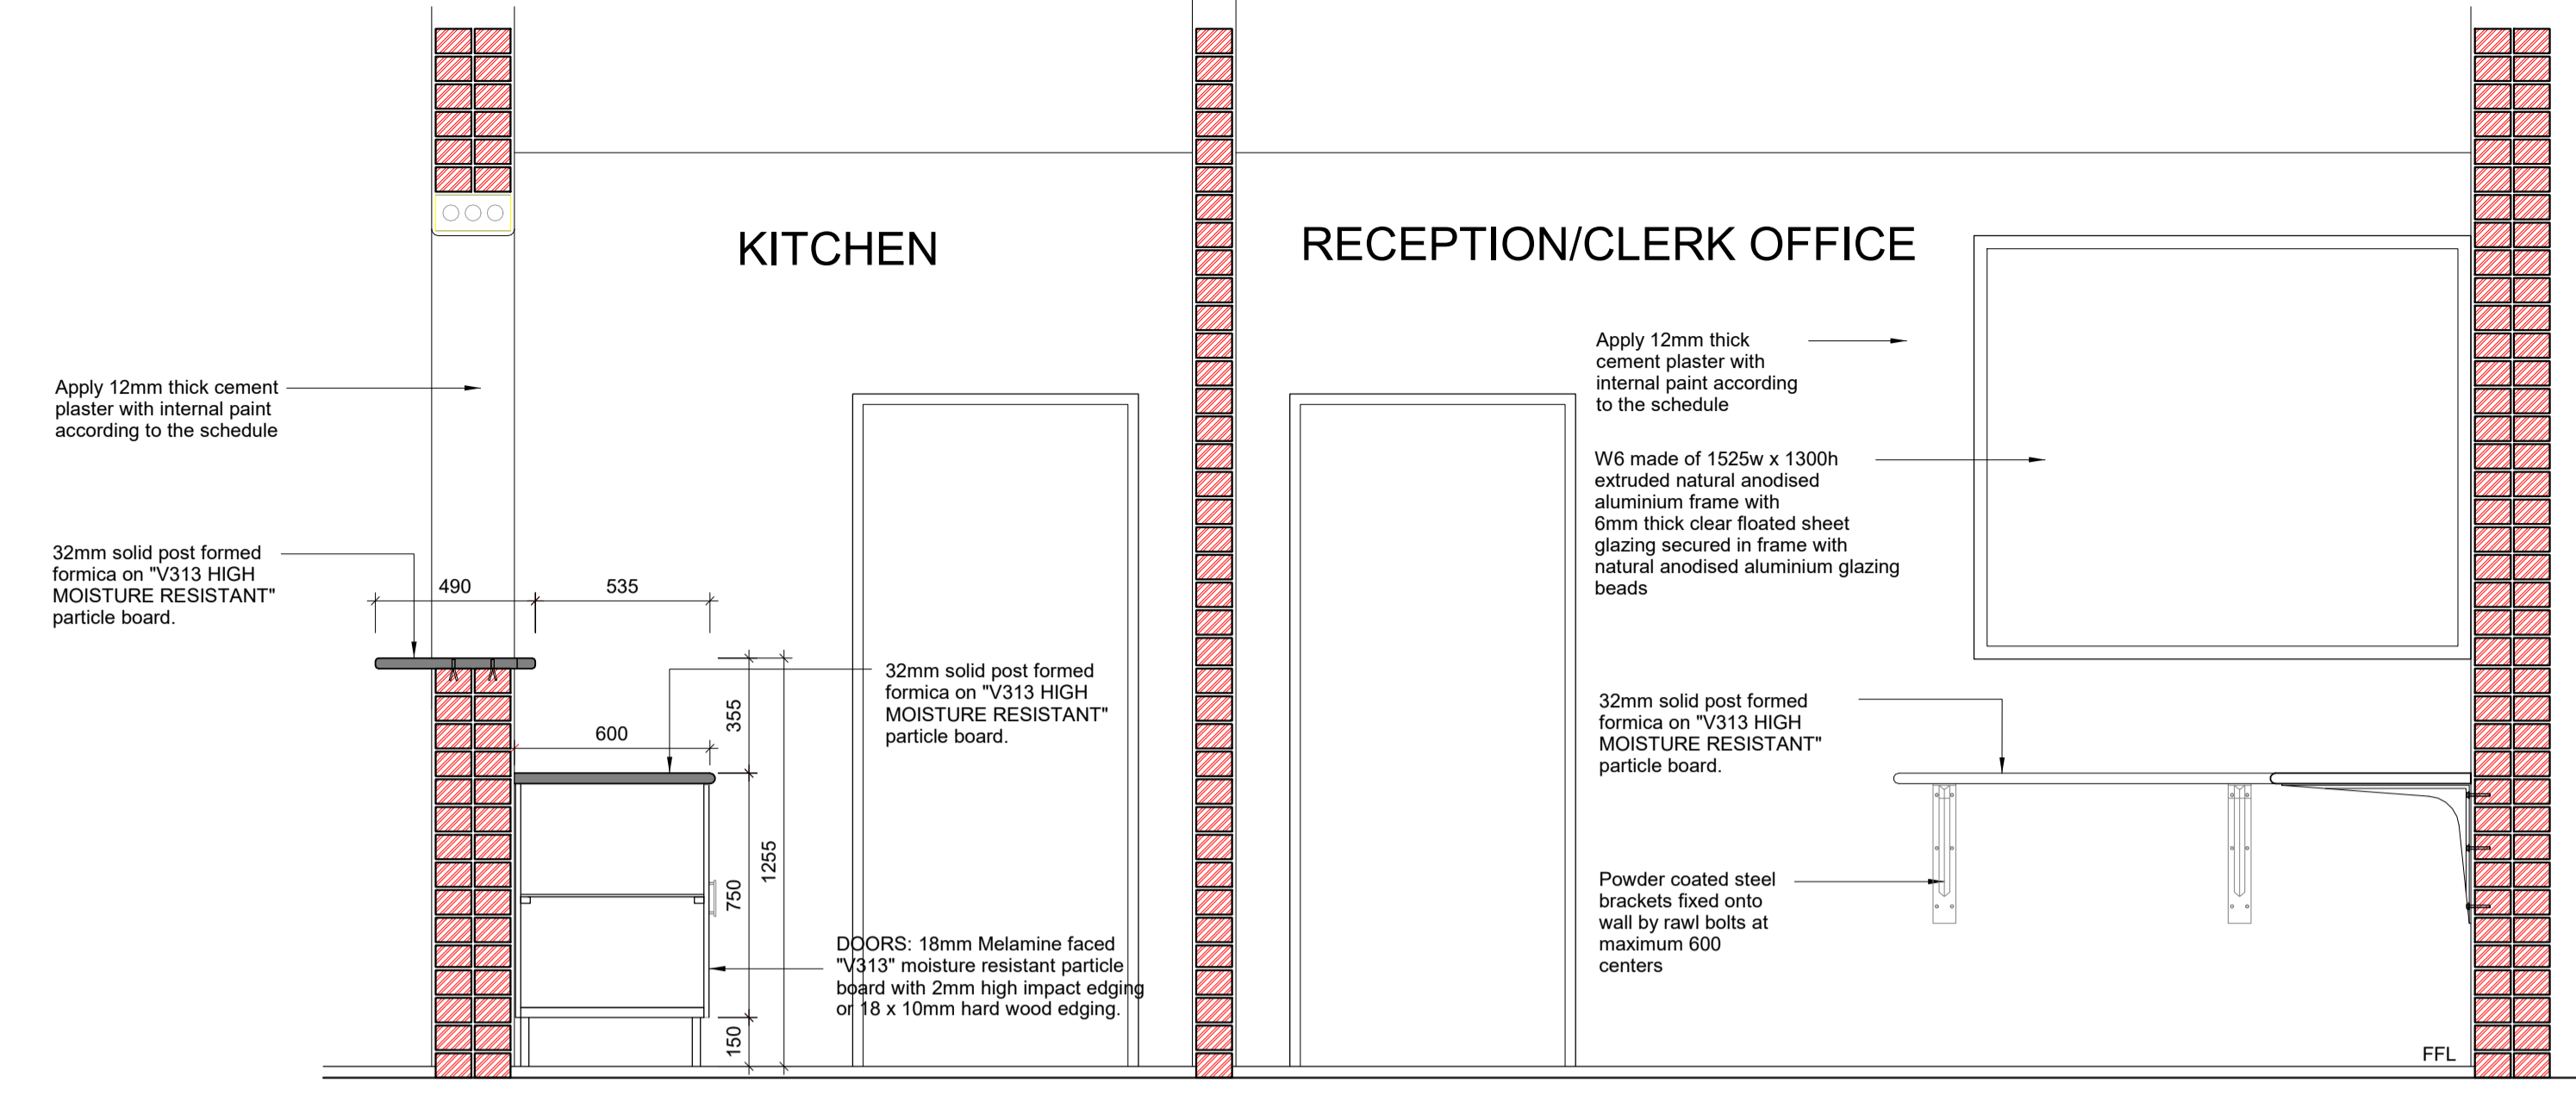 KITCHEN
RECEPTION/CLERK OFFICE
Apply 12mm thick cement
plaster with internal paint
according to the schedule
32mm solid post formed
formica on "V313 HIGH
MOISTURE RESISTANT"
particle board.
490
535
600
355
750
150
1255
32mm solid post formed
formica on "V313 HIGH
MOISTURE RESISTANT"
particle board.
DOORS: 18mm Melamine faced
"V313" moisture resistant particle
board with 2mm high impact edging
or 18 x 10mm hard wood edging.
Apply 12mm thick
cement plaster with
internal paint according
to the schedule
W6 made of 1525w x 1300h
extruded natural anodised
aluminium frame with
6mm thick clear floated sheet
glazing secured in frame with
natural anodised aluminium glazing
beads
32mm solid post formed
formica on "V313 HIGH
MOISTURE RESISTANT"
particle board.
Powder coated steel
brackets fixed onto
wall by rawl bolts at
maximum 600
centers
FFL